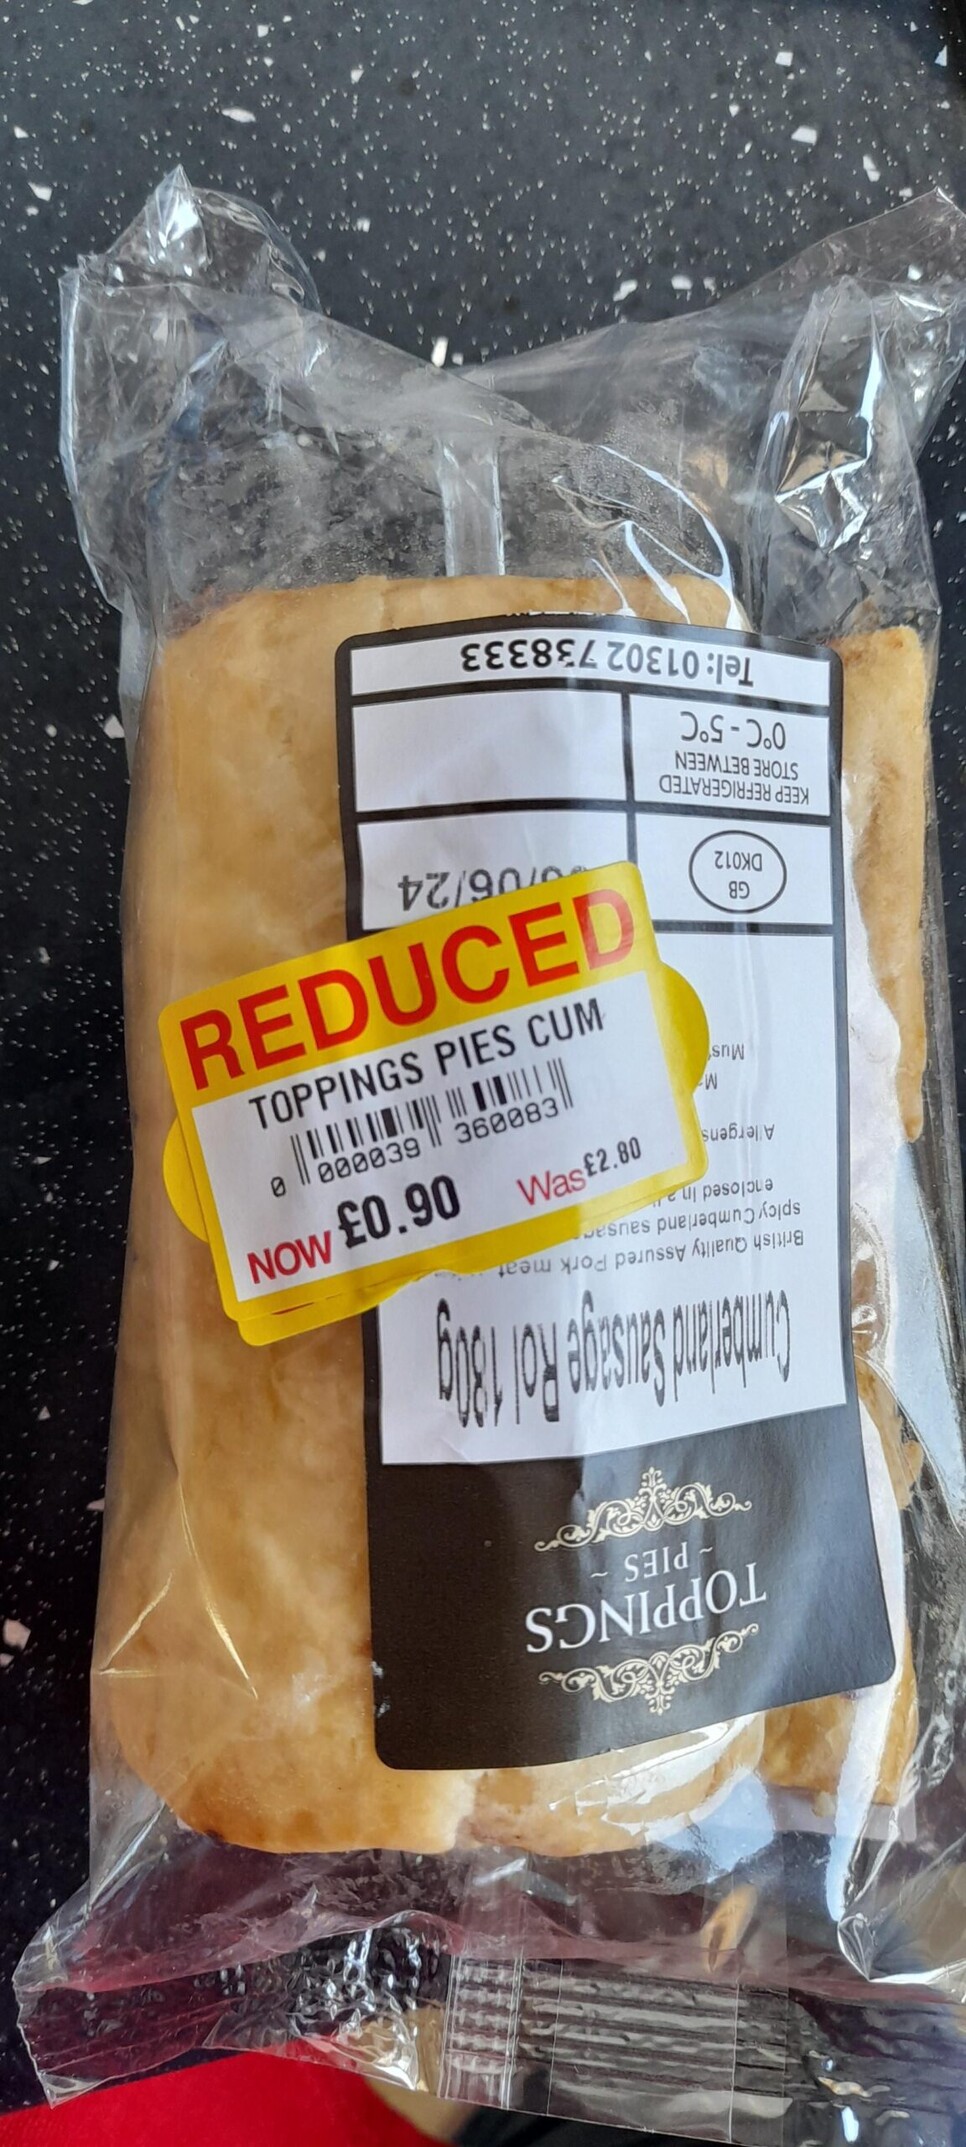 REDUCED
TOPPINGS PIES CUM
0 000039 360083
NOW £0.90 Was £2.80
TOPPINGS
~ PIES ~
Cumberland Sausage Rol 180g
British Quality Assured Pork meat
spicy Cumberland sausage
enclosed in a
Allergens
GB
DK012
/06/24
KEEP REFRIGERATED
STORE BETWEEN
0°C - 5°C
Tel: 01302 738333